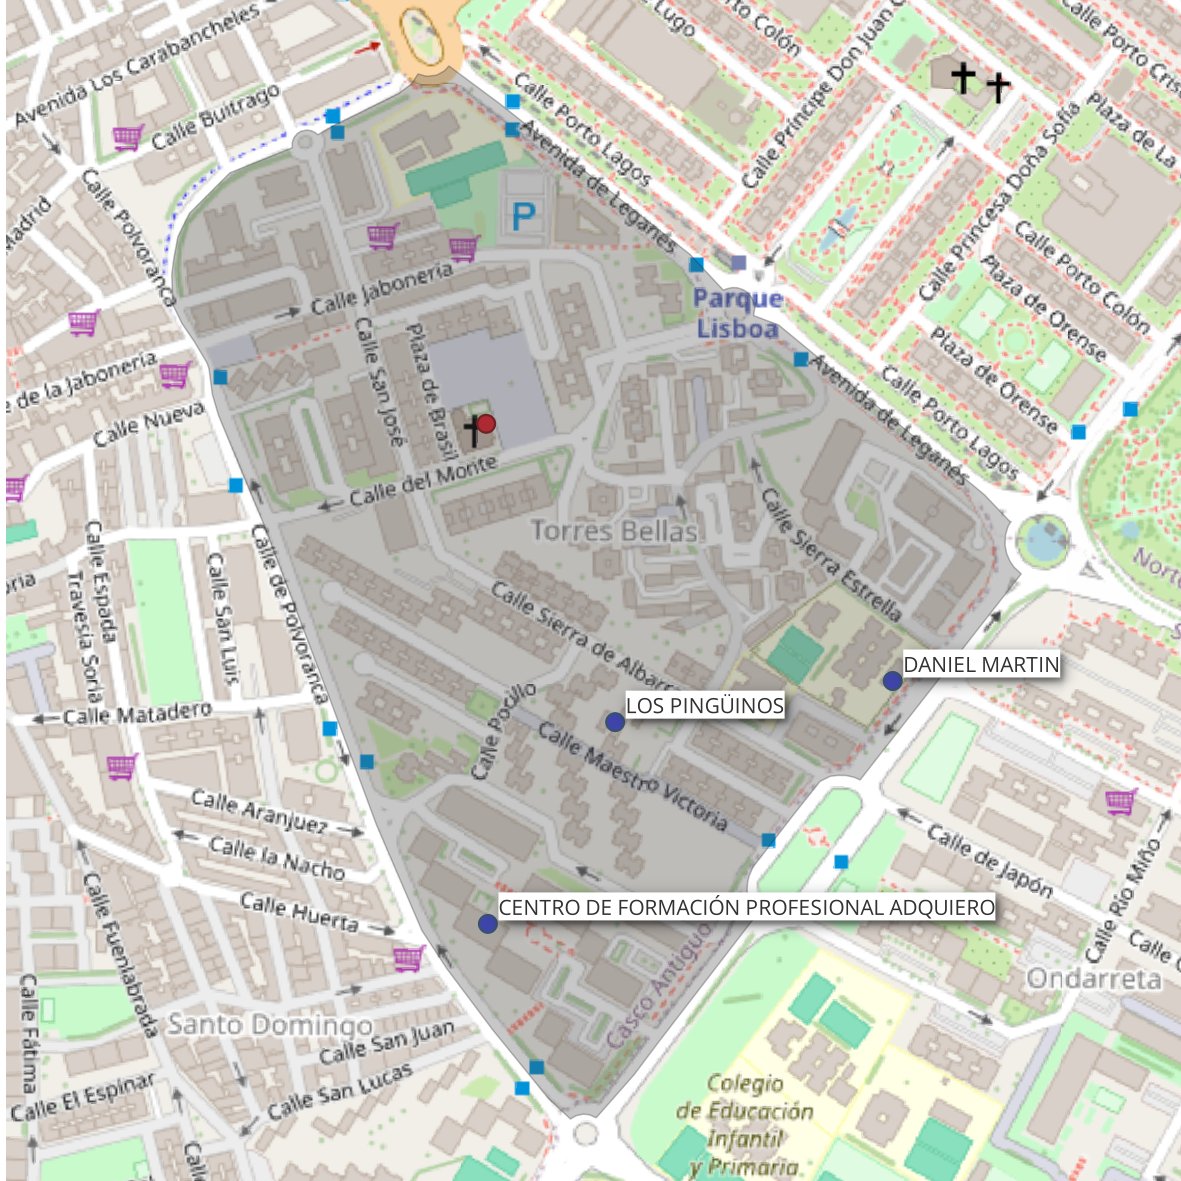 Avenida Los Carabancheles
Calle Buitrago
Lugo
Porto Colón
Calle Príncipe Don Juan C
Calle Porto Cris
Plaza de La
Calle Porto Lagos
Avenida de Leganés
Calle Princesa Doña Sofía
Calle Porto Colón
Plaza de Orense
Plaza de Orense
Calle Polvoranca
Madrid
P
Calle Jabonería
Parque
Lisboa
Calle San José
Plaza de Brasil
e de la Jabonería
Calle Nueva
Avenida de Leganés
Calle Porto Lagos
Calle del Monte
Torres Bellas
Calle Sierra Estrella
Norte
Calle Espada
Travesía Soria
oria
Calle San Luis
Calle de Polvoranca
Calle Sierra de Albarra
DANIEL MARTIN
LOS PINGÜINOS
Calle Matadero
Calle Pocillo
Calle Maestro Victoria
Calle Aranjuez
Calle la Nacho
Calle Huerta
CENTRO DE FORMACIÓN PROFESIONAL ADQUIERO
Calle de Japón
Calle Río Miño
Calle C
Casco Antiguo
Ondarreta
Calle Fuenlabrada
Calle Fátima
Santo Domingo
Calle San Juan
Calle San Lucas
Calle El Espinar
Call
Colegio
de Educación
Infantil
y Primaria